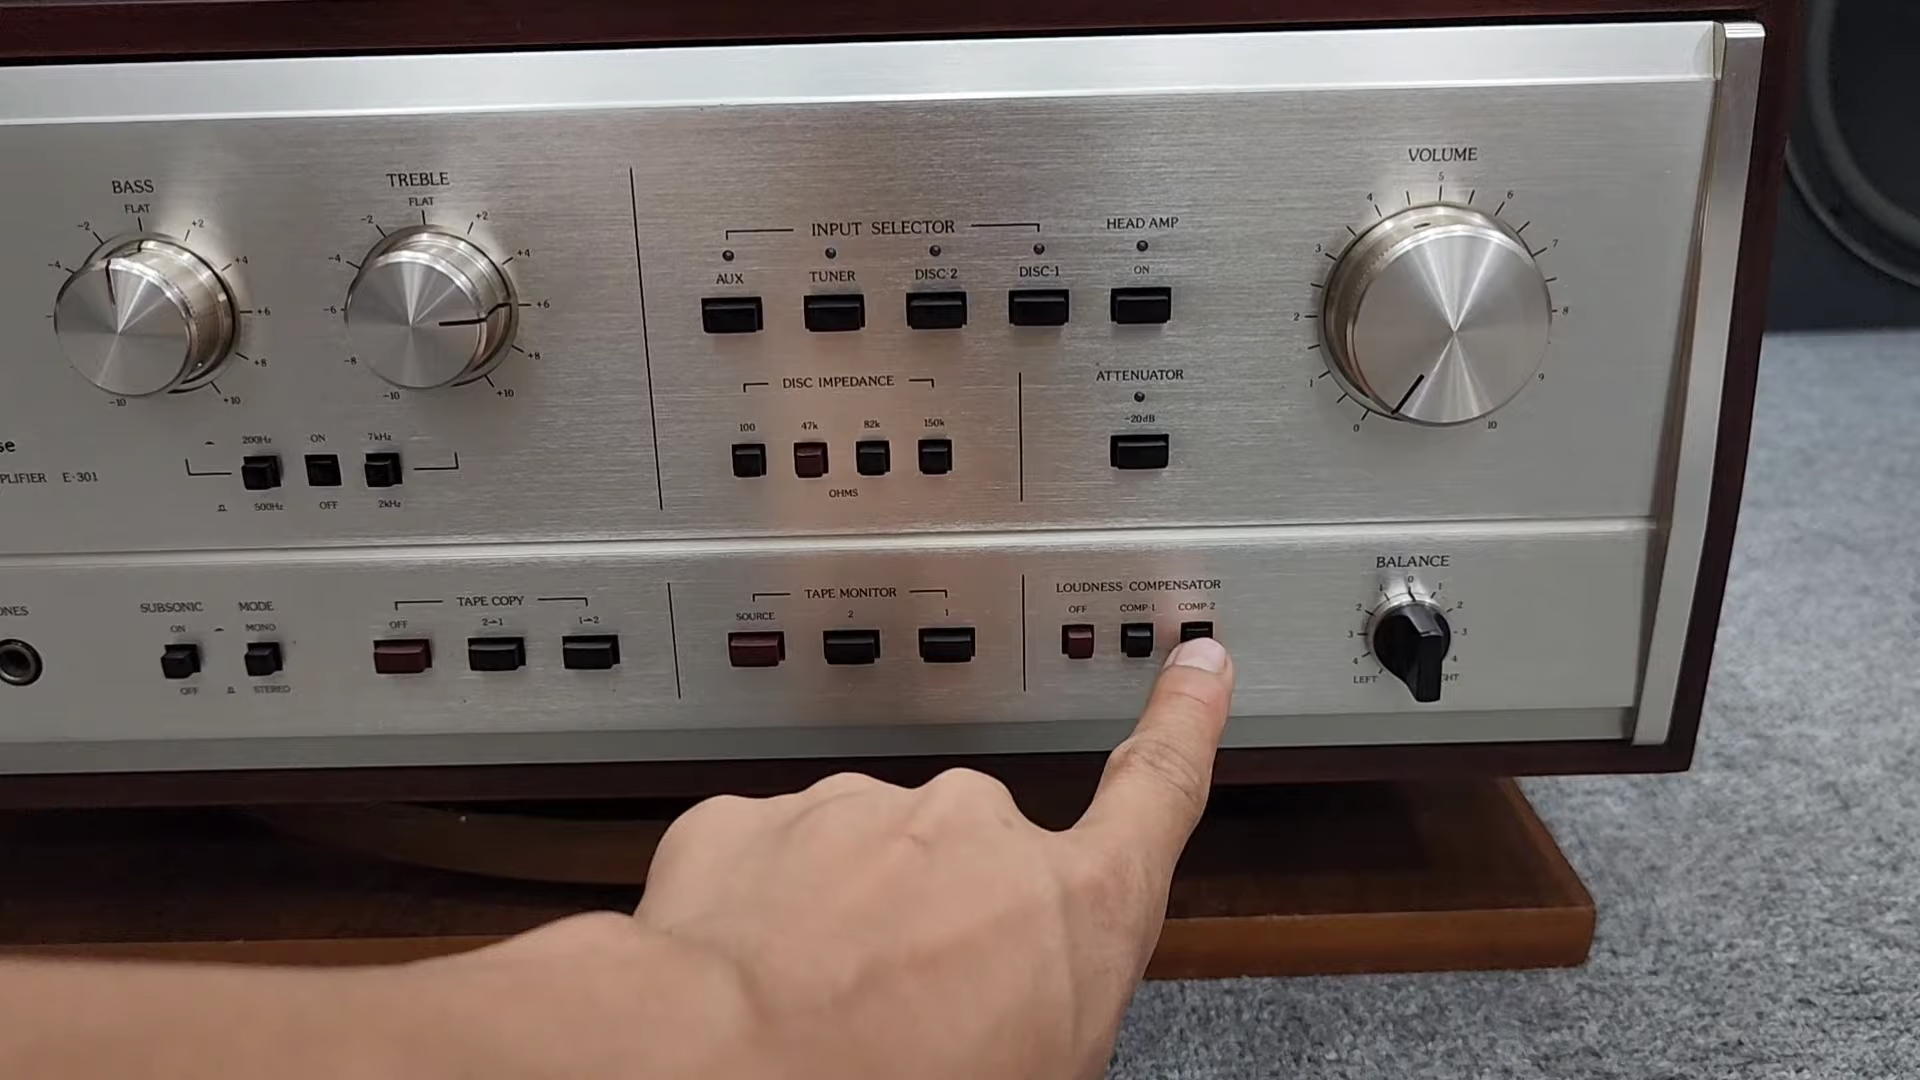 BASS
FLAT
-2 +2
-4 +4
+6
+8
-10 +10
TREBLE
FLAT
-2 +2
-4 +4
-6 +6
-8 +8
-10 +10
200Hz ON 7kHz
500Hz OFF 2kHz
se
PLIFIER E-301
INPUT SELECTOR
AUX TUNER DISC-2 DISC-1
HEAD AMP
ON
DISC IMPEDANCE
100 47k 82k 150k
OHMS
ATTENUATOR
-20dB
VOLUME
0 1 2 3 4 5 6 7 8 9 10
ONES
SUBSONIC
ON
OFF
MODE
MONO
STEREO
TAPE COPY
OFF 2→1 1→2
TAPE MONITOR
SOURCE 2 1
LOUDNESS COMPENSATOR
OFF COMP-1 COMP-2
BALANCE
0
1 1
2 2
3 3
4 4
LEFT HT